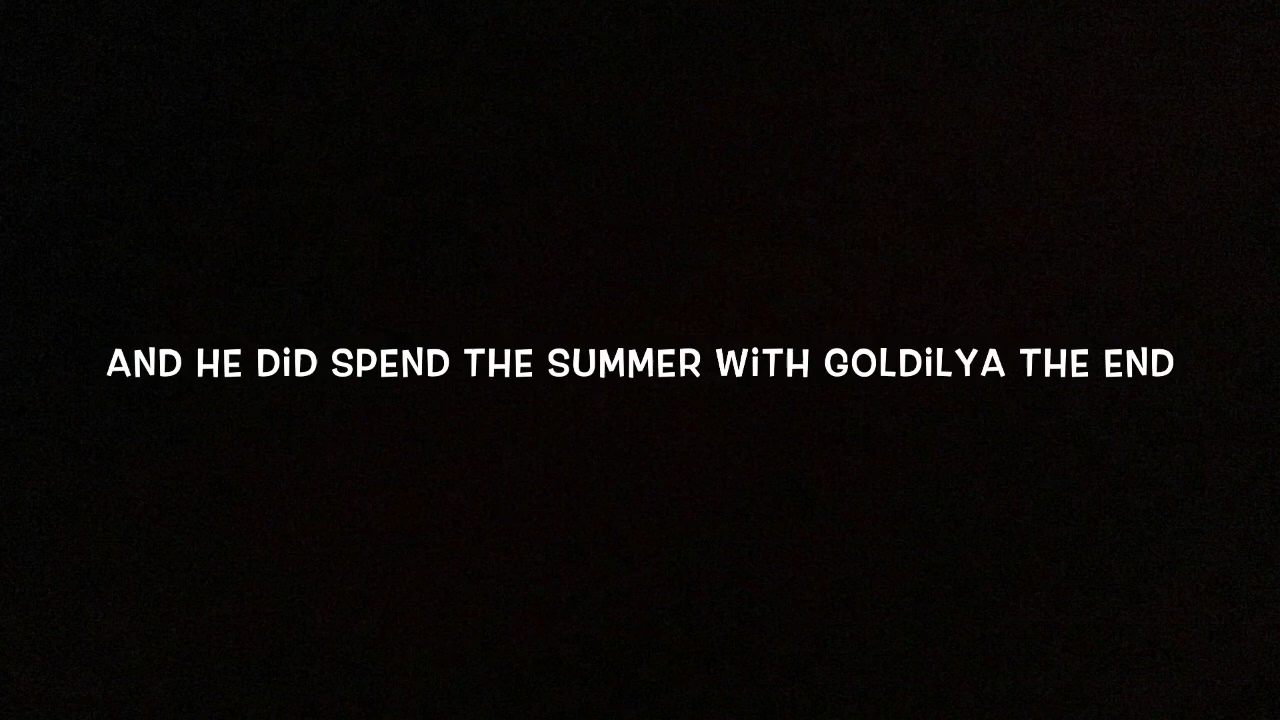 AND HE DiD SPEND THE SUMMER WiTH GOLDiLYA THE END